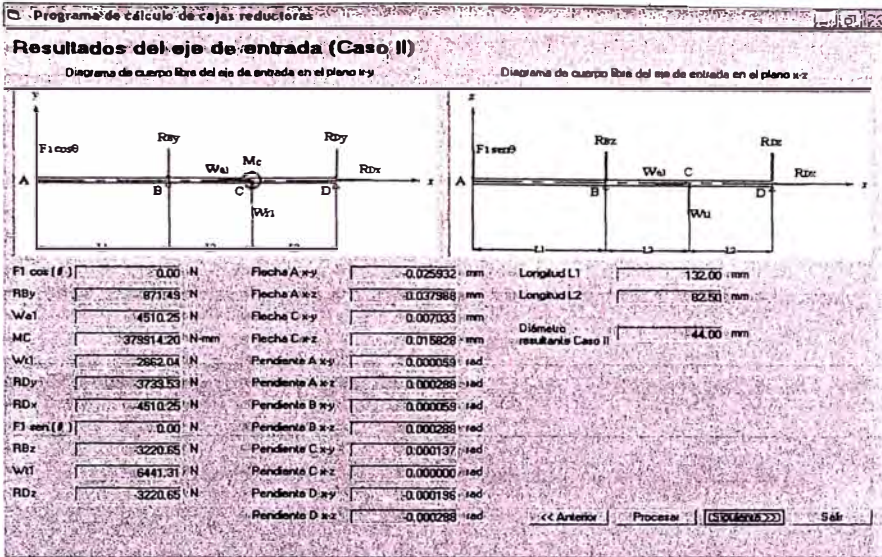 Programa de cálculo de cajas reductoras
Resultados del eje de entrada (Caso II)
Diagrama de cuerpo libre del eje de entrada en el plano x-y
Diagrama de cuerpo libre del eje de entrada en el plano x-z
y
F1cosθ
RBy
Wa1
Mc
RDy
RDx
A
B
C
D
x
Wr1
L1
L2
L2
z
F1senθ
RBz
Wa1
C
RDz
RDx
A
B
D
x
Wt1
L1
L2
L2
F1 cos(θ) 0.00 N
Flecha A x-y -0.025932 mm
Longitud L1 132.00 mm
RBy 871.49 N
Flecha A x-z -0.037988 mm
Longitud L2 82.50 mm
Wa1 4510.25 N
Flecha C x-y 0.007033 mm
MC 379914.20 N-mm
Flecha C x-z 0.015828 mm
Diámetro resultante Caso II 44.00 mm
Wr1 2862.04 N
Pendiente A x-y 0.000059 rad
RDy -3733.53 N
Pendiente A x-z 0.000288 rad
RDx -4510.25 N
Pendiente B x-y 0.000059 rad
F1 sen(θ) 0.00 N
Pendiente B x-z 0.000288 rad
RBz -3220.65 N
Pendiente C x-y 0.000137 rad
Wt1 6441.31 N
Pendiente C x-z 0.000000 rad
RDz -3220.65 N
Pendiente D x-y -0.000196 rad
Pendiente D x-z -0.000288 rad
<< Anterior
Procesar
Siguiente >>
Salir